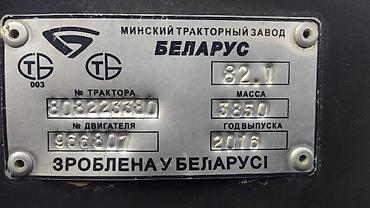 МИНСКИЙ ТРАКТОРНЫЙ ЗАВОД
БЕЛАРУС
82.1
003
№ ТРАКТОРА
МАССА
808223380
3850
№ ДВИГАТЕЛЯ
ГОД ВЫПУСКА
966807
2016
ЗРОБЛЕНА У БЕЛАРУСІ